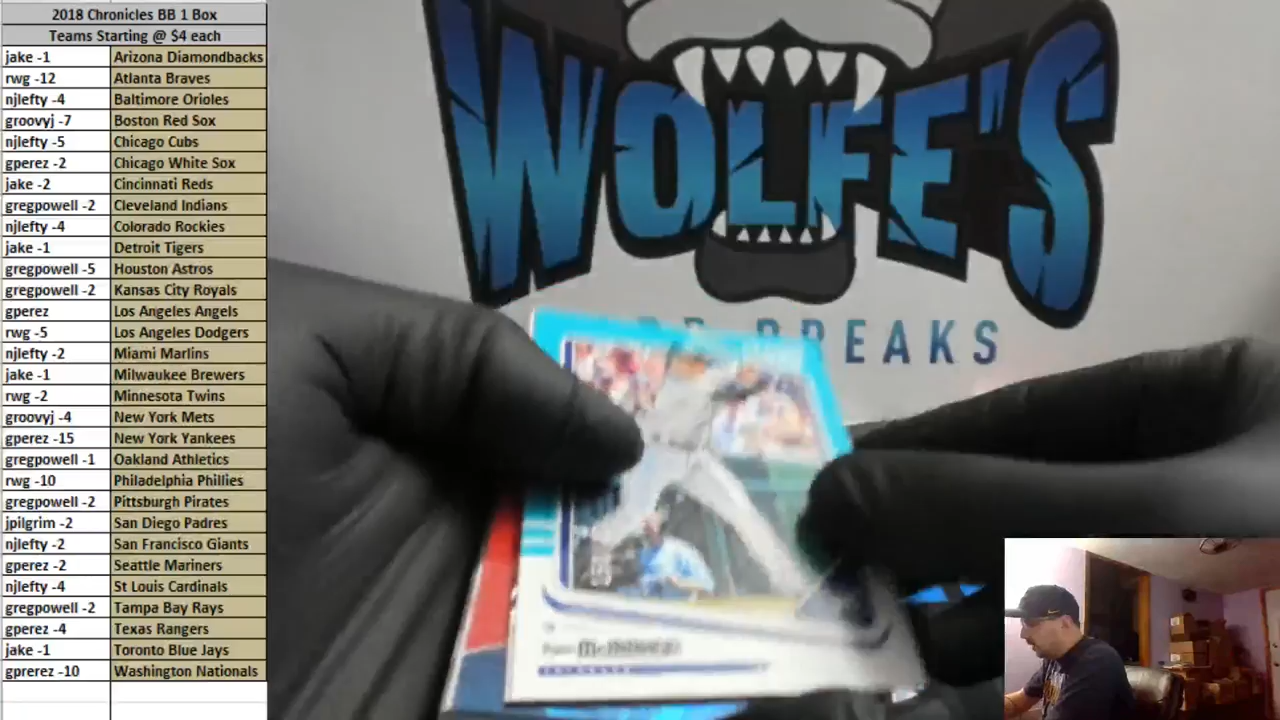 2018 Chronicles BB 1 Box
Teams Starting @ $4 each
jake -1 Arizona Diamondbacks
rwg -12 Atlanta Braves
njlefty -4 Baltimore Orioles
groovyj -7 Boston Red Sox
njlefty -5 Chicago Cubs
gperez -2 Chicago White Sox
jake -2 Cincinnati Reds
gregpowell -2 Cleveland Indians
njlefty -4 Colorado Rockies
jake -1 Detroit Tigers
gregpowell -5 Houston Astros
gregpowell -2 Kansas City Royals
gperez Los Angeles Angels
rwg -5 Los Angeles Dodgers
njlefty -2 Miami Marlins
jake -1 Milwaukee Brewers
rwg -2 Minnesota Twins
groovyj -4 New York Mets
gperez -15 New York Yankees
gregpowell -1 Oakland Athletics
rwg -10 Philadelphia Phillies
gregpowell -2 Pittsburgh Pirates
jpilgrim -2 San Diego Padres
njlefty -2 San Francisco Giants
gperez -2 Seattle Mariners
njlefty -4 St Louis Cardinals
gregpowell -2 Tampa Bay Rays
gperez -4 Texas Rangers
jake -1 Toronto Blue Jays
gprerez -10 Washington Nationals
WOLFE'S
BREAKS